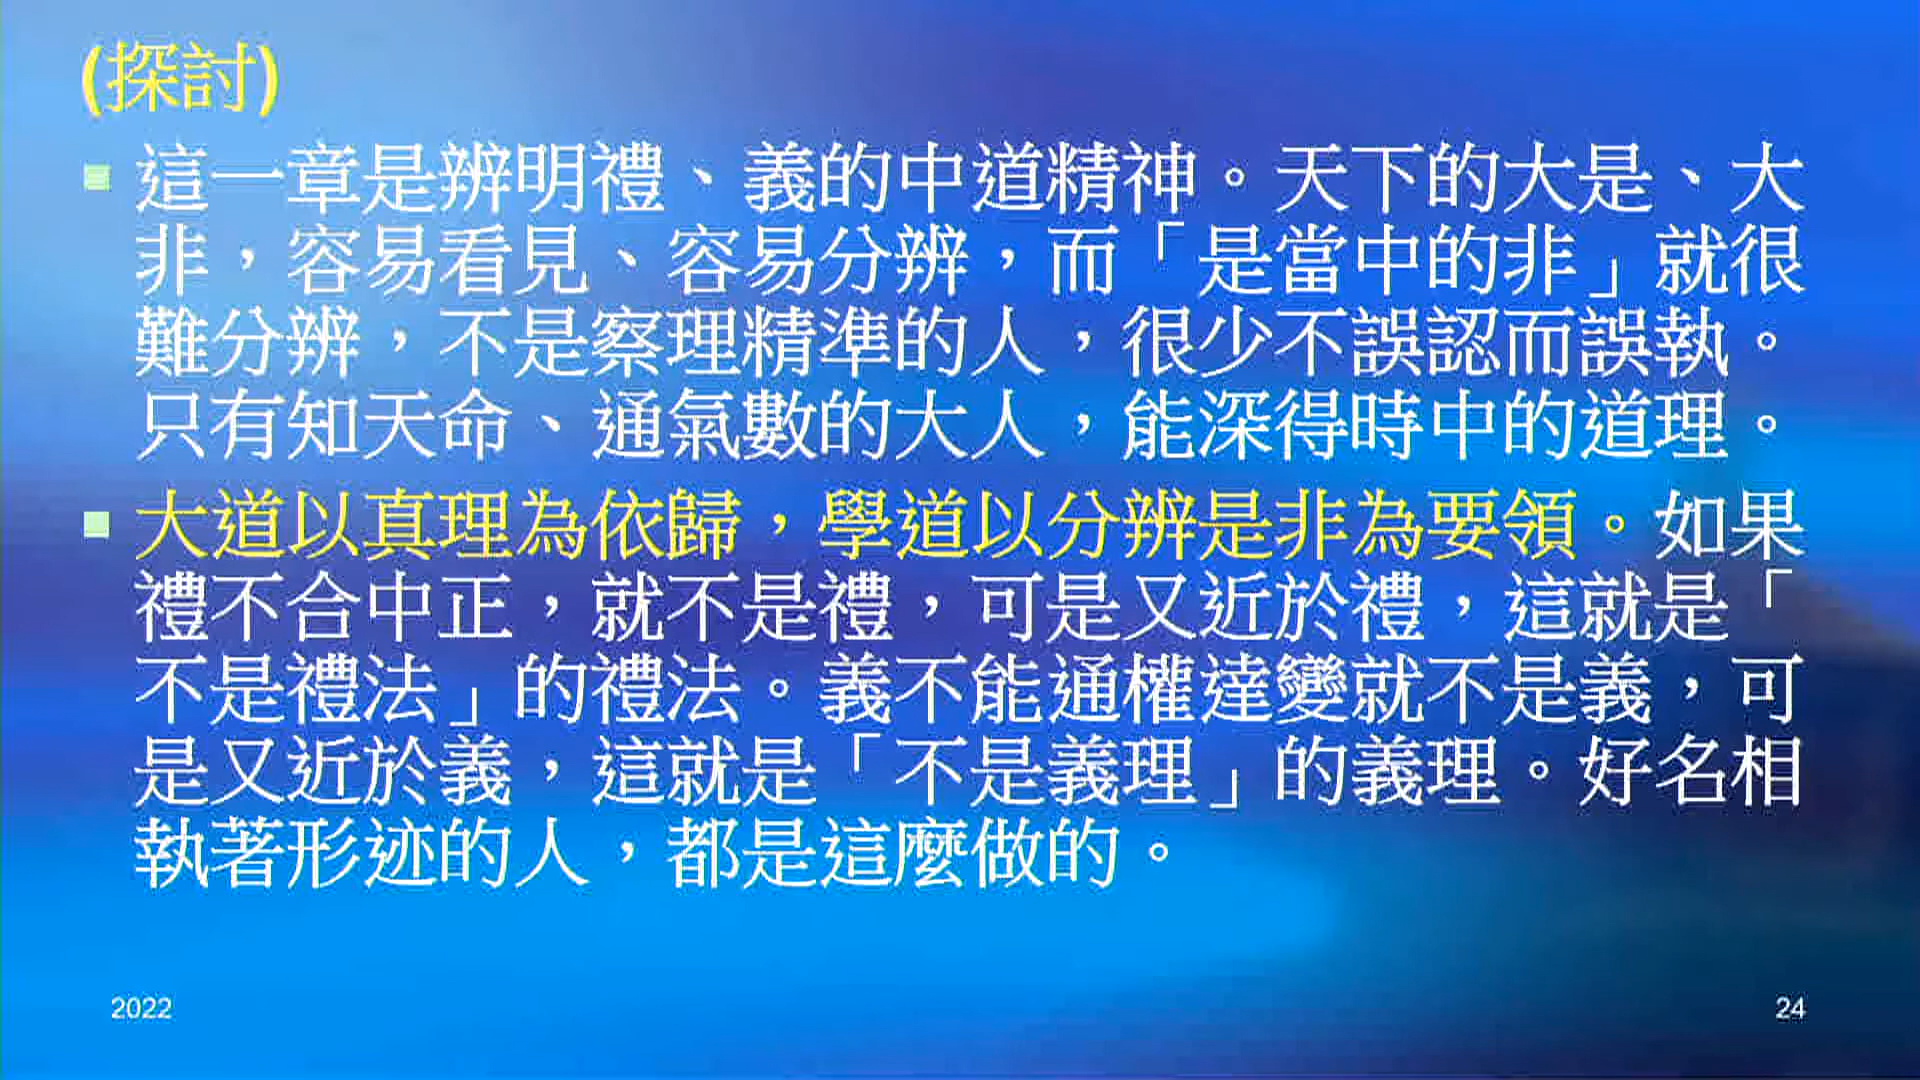 (探討)
這一章是辨明禮、義的中道精神。天下的大是、大
非，容易看見、容易分辨，而「是當中的非」就很
難分辨，不是察理精準的人，很少不誤認而誤執。
只有知天命、通氣數的大人，能深得時中的道理。
大道以真理為依歸，學道以分辨是非為要領。如果
禮不合中正，就不是禮，可是又近於禮，這就是「
不是禮法」的禮法。義不能通權達變就不是義，可
是又近於義，這就是「不是義理」的義理。好名相
執著形迹的人，都是這麼做的。
2022
24